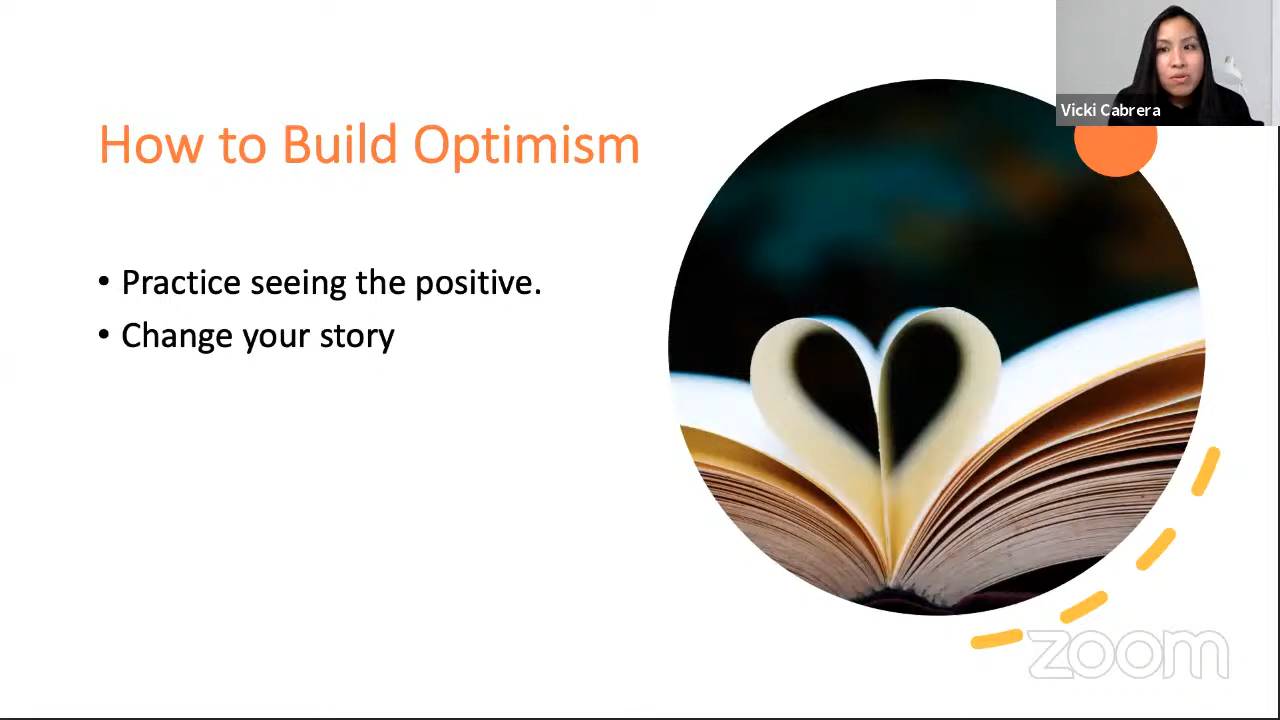 Vicki Cabrera
How to Build Optimism
• Practice seeing the positive.
• Change your story
zoom